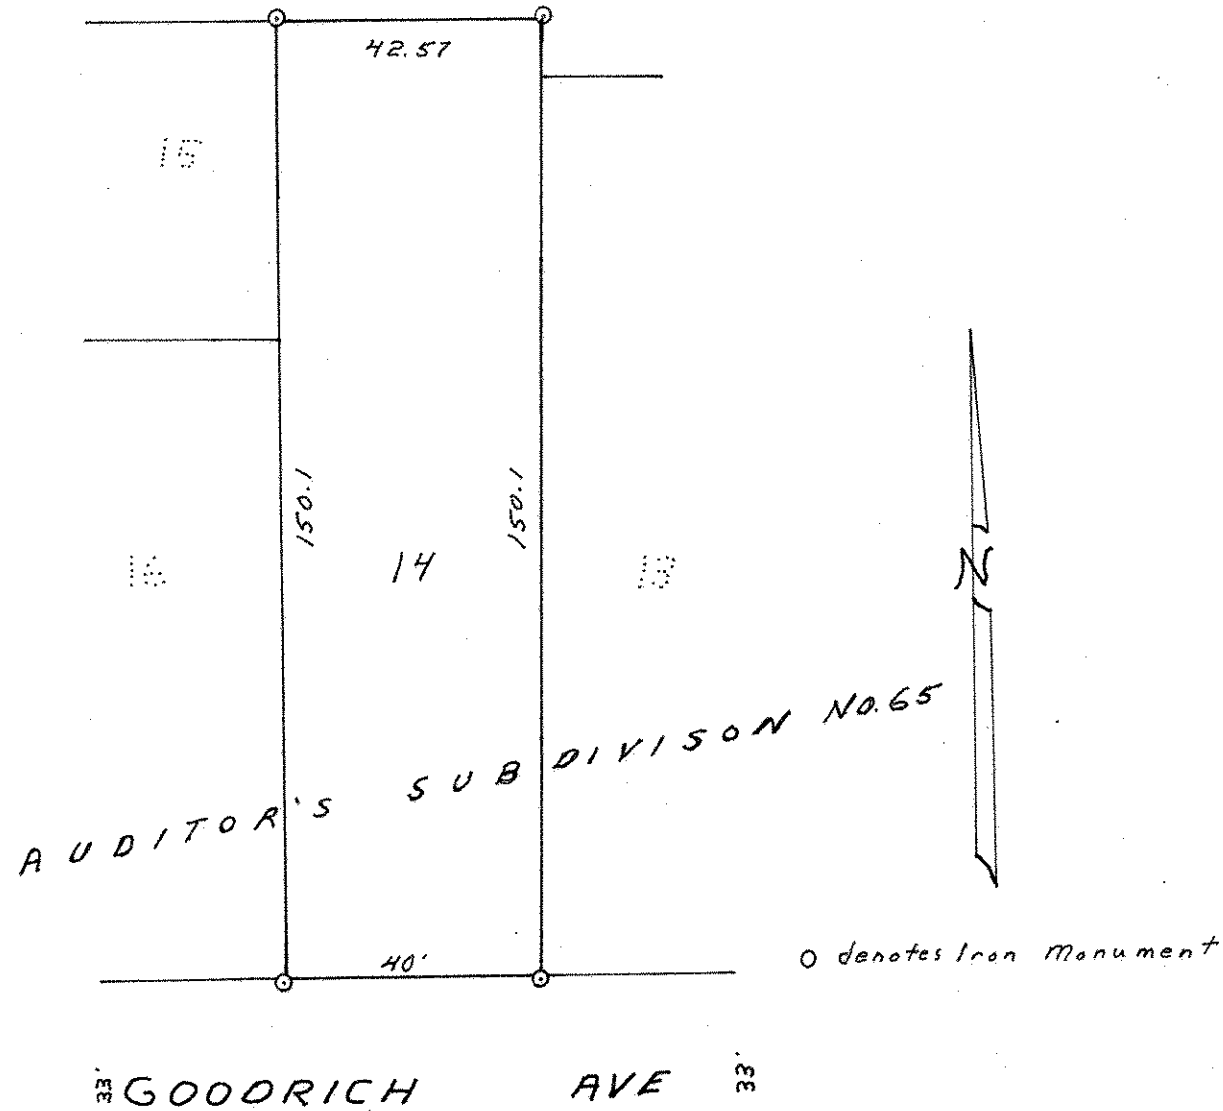 42.57
15
150.1
150.1
16
14
13
N
AUDITOR'S SUBDIVISON NO. 65
40'
O denotes Iron Monument
33'
GOODRICH AVE
33'